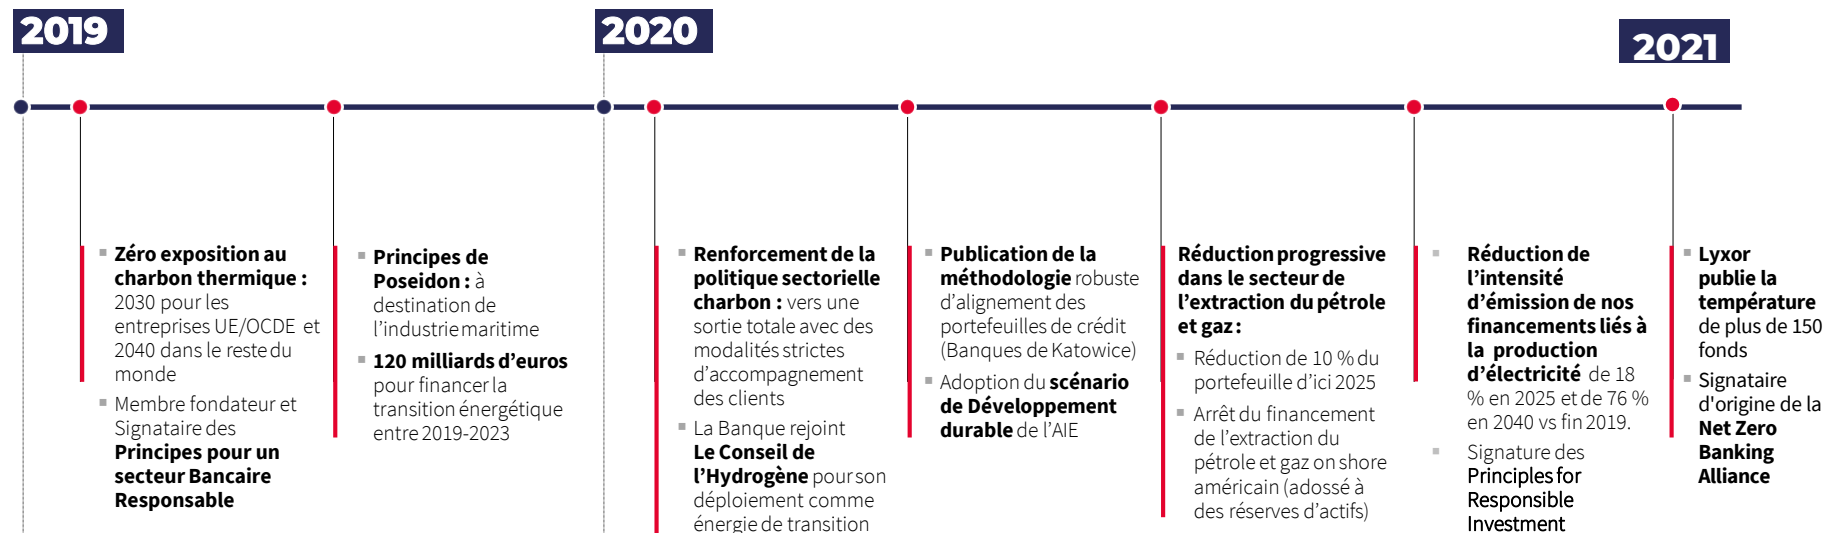 2019
2020
2021
Zéro exposition au
charbon thermique :
2030 pour les
entreprises UE/OCDE et
2040 dans le reste du
monde
Membre fondateur et
Signataire des
Principes pour un
secteur Bancaire
Responsable
Principes de
Poseidon : à
destination de
l'industrie maritime
120 milliards d'euros
pour financer la
transition énergétique
entre 2019-2023
Renforcement de la
politique sectorielle
charbon : vers une
sortie totale avec des
modalités strictes
d'accompagnement
des clients
La Banque rejoint
Le Conseil de
l'Hydrogène pour son
déploiement comme
énergie de transition
Publication de la
méthodologie robuste
d'alignement des
portefeuilles de crédit
(Banques de Katowice)
Adoption du scénario
de Développement
durable de l'AIE
Réduction progressive
dans le secteur de
l'extraction du pétrole
et gaz :
Réduction de 10 % du
portefeuille d'ici 2025
Arrêt du financement
de l'extraction du
pétrole et gaz on shore
américain (adossé à
des réserves d'actifs)
Réduction de
l'intensité
d'émission de nos
financements liés à
la production
d'électricité de 18
% en 2025 et de 76 %
en 2040 vs fin 2019.
Signature des
Principles for
Responsible
Investment
Lyxor
publie la
température
de plus de 150
fonds
Signataire
d'origine de la
Net Zero
Banking
Alliance